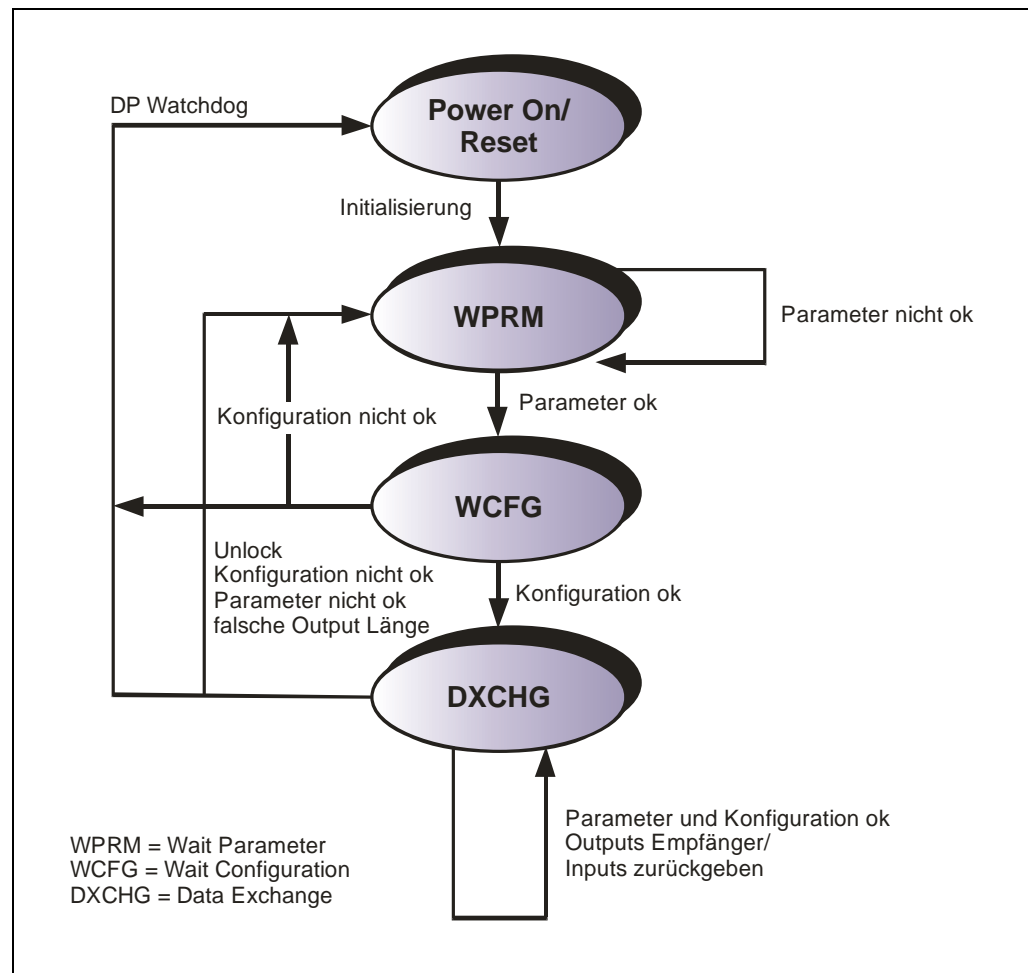 DP Watchdog
Power On/
Reset
Initialisierung
WPRM
Parameter nicht ok
Parameter ok
Konfiguration nicht ok
WCFG
Unlock
Konfiguration nicht ok
Parameter nicht ok
falsche Output Länge
Konfiguration ok
DXCHG
Parameter und Konfiguration ok
Outputs Empfänger/
Inputs zurückgeben
WPRM = Wait Parameter
WCFG = Wait Configuration
DXCHG = Data Exchange